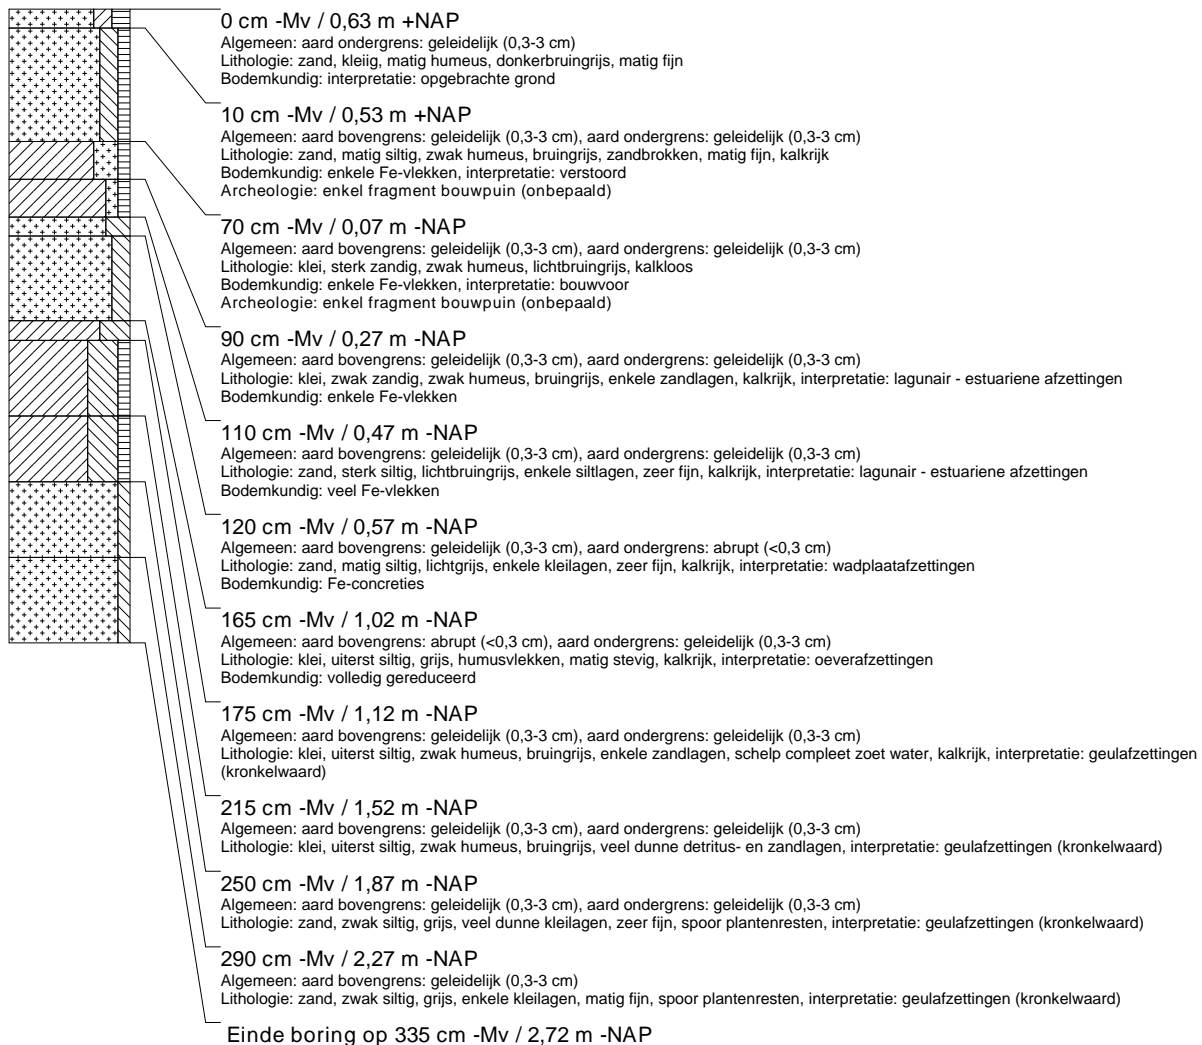 0 cm -Mv / 0,63 m +NAP
Algemeen: aard ondergrens: geleidelijk (0,3-3 cm)
Lithologie: zand, kleiig, matig humeus, donkerbruingrijs, matig fijn
Bodemkundig: interpretatie: opgebrachte grond
10 cm -Mv / 0,53 m +NAP
Algemeen: aard bovengrens: geleidelijk (0,3-3 cm), aard ondergrens: geleidelijk (0,3-3 cm)
Lithologie: zand, matig siltig, zwak humeus, bruingrijs, zandbrokken, matig fijn, kalkrijk
Bodemkundig: enkele Fe-vlekken, interpretatie: verstoord
Archeologie: enkel fragment bouwpuin (onbepaald)
70 cm -Mv / 0,07 m -NAP
Algemeen: aard bovengrens: geleidelijk (0,3-3 cm), aard ondergrens: geleidelijk (0,3-3 cm)
Lithologie: klei, sterk zandig, zwak humeus, lichtbruingrijs, kalkloos
Bodemkundig: enkele Fe-vlekken, interpretatie: bouwvoor
Archeologie: enkel fragment bouwpuin (onbepaald)
90 cm -Mv / 0,27 m -NAP
Algemeen: aard bovengrens: geleidelijk (0,3-3 cm), aard ondergrens: geleidelijk (0,3-3 cm)
Lithologie: klei, zwak zandig, zwak humeus, bruingrijs, enkele zandlagen, kalkrijk, interpretatie: lagunair - estuariene afzettingen
Bodemkundig: enkele Fe-vlekken
110 cm -Mv / 0,47 m -NAP
Algemeen: aard bovengrens: geleidelijk (0,3-3 cm), aard ondergrens: geleidelijk (0,3-3 cm)
Lithologie: zand, sterk siltig, lichtbruingrijs, enkele siltlagen, zeer fijn, kalkrijk, interpretatie: lagunair - estuariene afzettingen
Bodemkundig: veel Fe-vlekken
120 cm -Mv / 0,57 m -NAP
Algemeen: aard bovengrens: geleidelijk (0,3-3 cm), aard ondergrens: abrupt (<0,3 cm)
Lithologie: zand, matig siltig, lichtgrijs, enkele kleilagen, zeer fijn, kalkrijk, interpretatie: wadplaatafzettingen
Bodemkundig: Fe-concreties
165 cm -Mv / 1,02 m -NAP
Algemeen: aard bovengrens: abrupt (<0,3 cm), aard ondergrens: geleidelijk (0,3-3 cm)
Lithologie: klei, uiterst siltig, grijs, humusvlekken, matig stevig, kalkrijk, interpretatie: oeverafzettingen
Bodemkundig: volledig gereduceerd
175 cm -Mv / 1,12 m -NAP
Algemeen: aard bovengrens: geleidelijk (0,3-3 cm), aard ondergrens: geleidelijk (0,3-3 cm)
Lithologie: klei, uiterst siltig, zwak humeus, bruingrijs, enkele zandlagen, schelp compleet zoet water, kalkrijk, interpretatie: geulafzettingen
(kronkelwaard)
215 cm -Mv / 1,52 m -NAP
Algemeen: aard bovengrens: geleidelijk (0,3-3 cm), aard ondergrens: geleidelijk (0,3-3 cm)
Lithologie: klei, uiterst siltig, zwak humeus, bruingrijs, veel dunne detritus- en zandlagen, interpretatie: geulafzettingen (kronkelwaard)
250 cm -Mv / 1,87 m -NAP
Algemeen: aard bovengrens: geleidelijk (0,3-3 cm), aard ondergrens: geleidelijk (0,3-3 cm)
Lithologie: zand, zwak siltig, grijs, veel dunne kleilagen, zeer fijn, spoor plantenresten, interpretatie: geulafzettingen (kronkelwaard)
290 cm -Mv / 2,27 m -NAP
Algemeen: aard bovengrens: geleidelijk (0,3-3 cm)
Lithologie: zand, zwak siltig, grijs, enkele kleilagen, matig fijn, spoor plantenresten, interpretatie: geulafzettingen (kronkelwaard)
Einde boring op 335 cm -Mv / 2,72 m -NAP